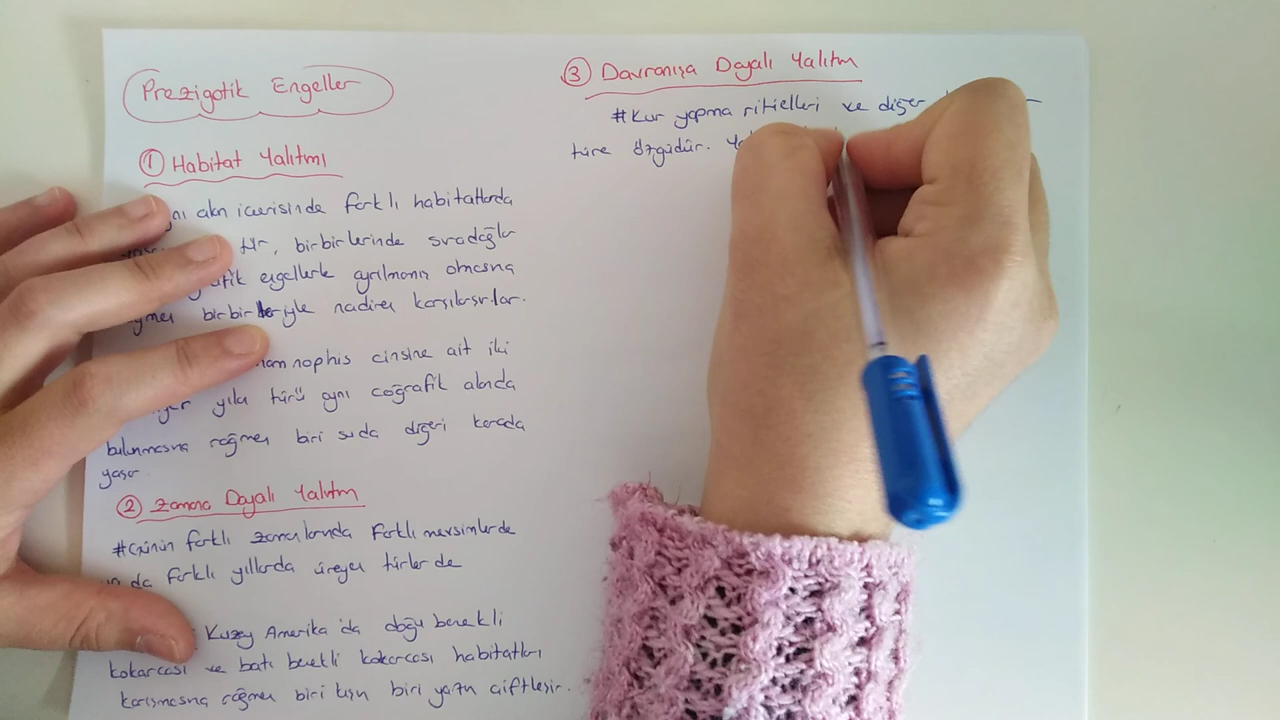 Prezigotik Engeller
① Habitat Yalıtımı
alan içerisinde farklı habitatlarda
tür, birbirlerinde sıradağlar
engellerle ayrılmamış olmasına
birbirleriyle nadiren karşılaşırlar.
cinsine ait iki
yılan türü aynı coğrafik alanda
bulunmasına rağmen biri suda diğeri karada
yaşar.
② Zamana Dayalı Yalıtım
#Günün farklı zamanlarında farklı mevsimlerde
da farklı yıllarda üreyen türlerde
Kuzey Amerika'da doğu benekli
kokarcası ve batı benekli kokarcası habitatları
karışmasına rağmen biri kışın biri yazın çiftleşir.
③ Davranışa Dayalı Yalıtım
#Kur yapma ritüelleri ve diğer
türe özgüdür.